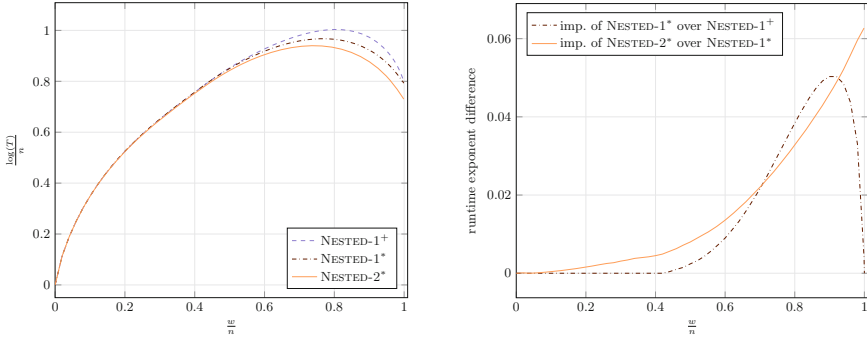 1
0.8
0.6
0.4
0.2
0
log(T)
n
0
0.2
0.4
0.6
0.8
1
w
n
NESTED-1+
NESTED-1*
NESTED-2*
0.06
0.04
0.02
0
runtime exponent difference
0
0.2
0.4
0.6
0.8
1
w
n
imp. of NESTED-1* over NESTED-1+
imp. of NESTED-2* over NESTED-1*